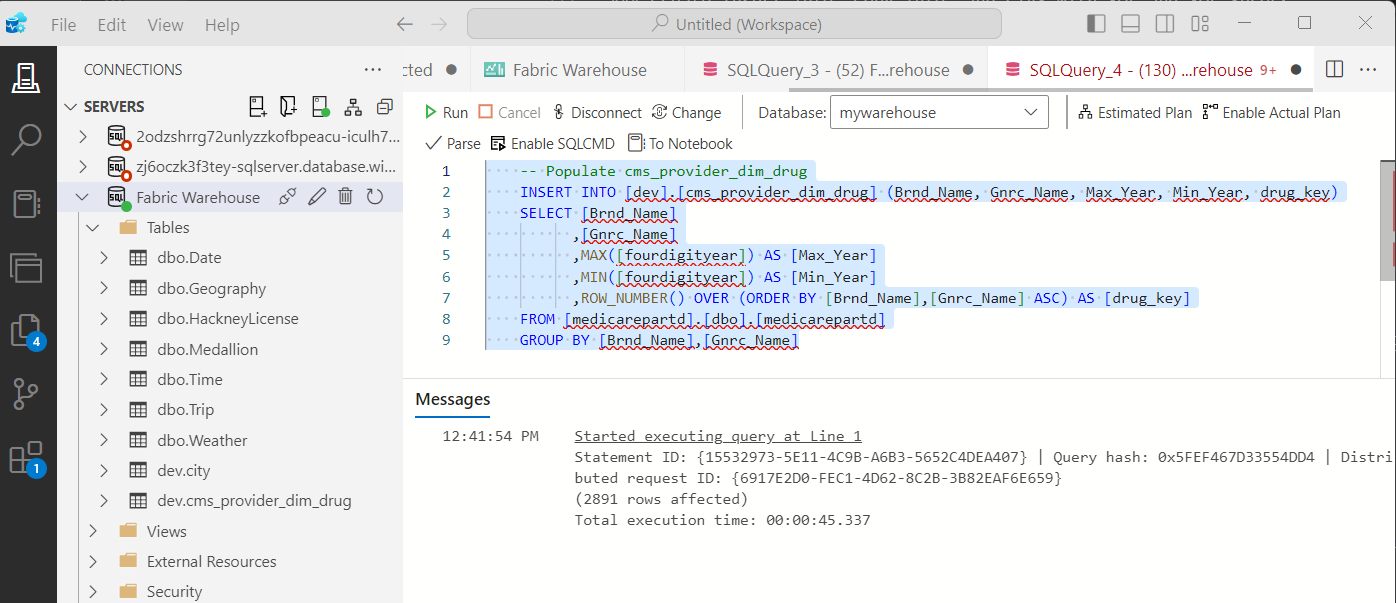 File Edit View Help
Untitled (Workspace)
CONNECTIONS
cted
Fabric Warehouse
SQLQuery_3 - (52) F...rehouse
SQLQuery_4 - (130) ...rehouse 9+
SERVERS
2odzshrrg72unlyzzkofbpeacu-iculh7...
zj6oczk3f3tey-sqlserver.database.wi...
Fabric Warehouse
Tables
dbo.Date
dbo.Geography
dbo.HackneyLicense
dbo.Medallion
dbo.Time
dbo.Trip
dbo.Weather
dev.city
dev.cms_provider_dim_drug
Views
External Resources
Security
4
1
Run Cancel Disconnect Change Database: mywarehouse Estimated Plan Enable Actual Plan
Parse Enable SQLCMD To Notebook
1 -- Populate cms_provider_dim_drug
2 INSERT INTO [dev].[cms_provider_dim_drug] (Brnd_Name, Gnrc_Name, Max_Year, Min_Year, drug_key)
3 SELECT [Brnd_Name]
4 ,[Gnrc_Name]
5 ,MAX([fourdigityear]) AS [Max_Year]
6 ,MIN([fourdigityear]) AS [Min_Year]
7 ,ROW_NUMBER() OVER (ORDER BY [Brnd_Name],[Gnrc_Name] ASC) AS [drug_key]
8 FROM [medicarepartd].[dbo].[medicarepartd]
9 GROUP BY [Brnd_Name],[Gnrc_Name]
Messages
12:41:54 PM Started executing query at Line 1
Statement ID: {15532973-5E11-4C9B-A6B3-5652C4DEA407} | Query hash: 0x5FEF467D33554DD4 | Distri
buted request ID: {6917E2D0-FEC1-4D62-8C2B-3B82EAF6E659}
(2891 rows affected)
Total execution time: 00:00:45.337